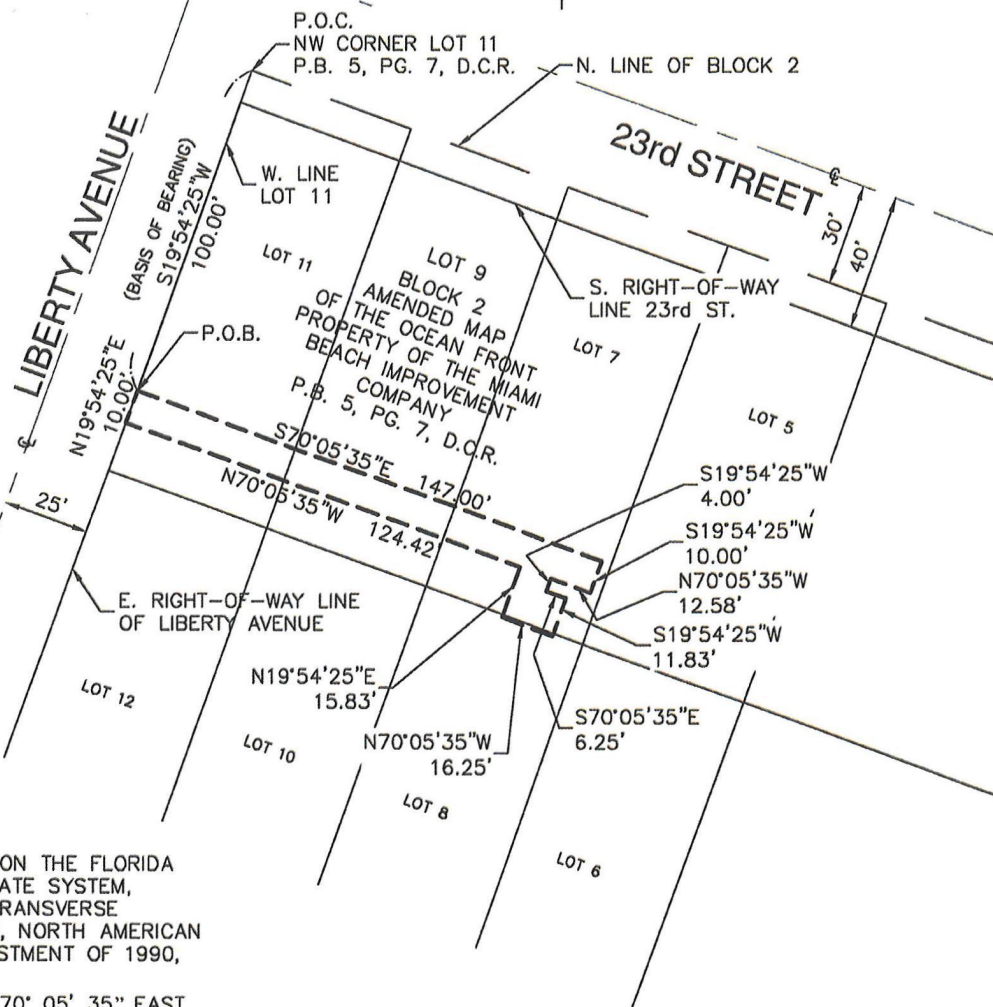 P.O.C.
NW CORNER LOT 11
P.B. 5, PG. 7, D.C.R.
N. LINE OF BLOCK 2
23rd STREET
℄
30'
40'
LIBERTY AVENUE
(BASIS OF BEARING)
S19°54'25"W
100.00'
W. LINE
LOT 11
LOT 11
LOT 9
BLOCK 2
AMENDED MAP
OF THE OCEAN FRONT
PROPERTY OF THE MIAMI
BEACH IMPROVEMENT
COMPANY
P.B. 5, PG. 7, D.C.R.
S. RIGHT-OF-WAY
LINE 23rd ST.
LOT 7
LOT 5
P.O.B.
N19°54'25"E
10.00'
℄
25'
S70°05'35"E
147.00'
N70°05'35"W
124.42'
S19°54'25"W
4.00'
S19°54'25"W
10.00'
N70°05'35"W
12.58'
S19°54'25"W
11.83'
E. RIGHT-OF-WAY LINE
OF LIBERTY AVENUE
N19°54'25"E
15.83'
N70°05'35"W
16.25'
S70°05'35"E
6.25'
LOT 12
LOT 10
LOT 8
LOT 6
ON THE FLORIDA
ATE SYSTEM,
RANSVERSE
, NORTH AMERICAN
STMENT OF 1990,
70° 05' 35" EAST